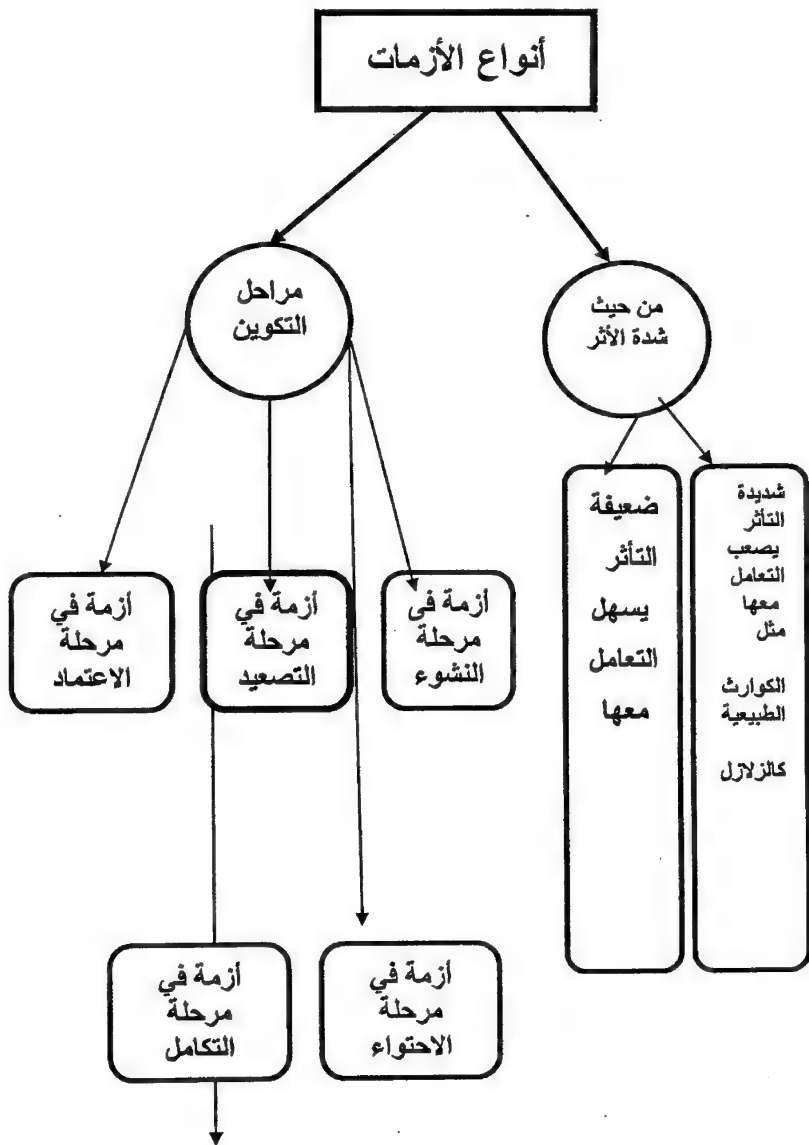 أنواع الأزمات
من حيث
شدة الأثر
مراحل
التكوين
شديدة
التأثر
يصعب
التعامل
معها
مثل
الكوارث
الطبيعية
كالزلازل
ضعيفة
التأثر
يسهل
التعامل
معها
أزمة في
مرحلة
النشوء
أزمة في
مرحلة
التصعيد
أزمة في
مرحلة
الاعتماد
أزمة في
مرحلة
الاحتواء
أزمة في
مرحلة
التكامل